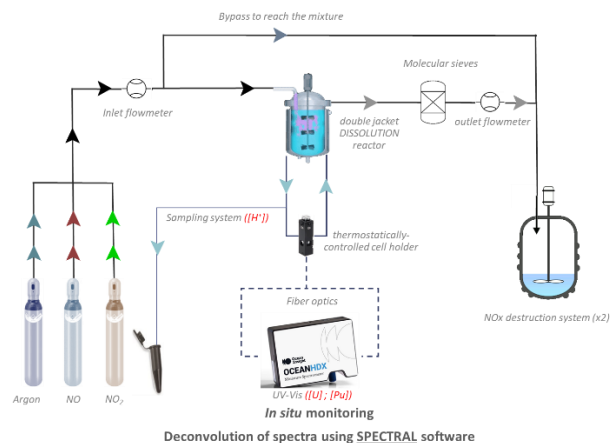 Bypass to reach the mixture
Molecular sieves
Inlet flowmeter
double jacket
DISSOLUTION
reactor
outlet flowmeter
Sampling system ([H⁺])
thermostatically-
controlled cell holder
Fiber optics
NOx destruction system (x2)
OCEANHDX
Argon
NO
NO₂
UV-Vis ([U] ; [Pu])
In situ monitoring
Deconvolution of spectra using SPECTRAL software